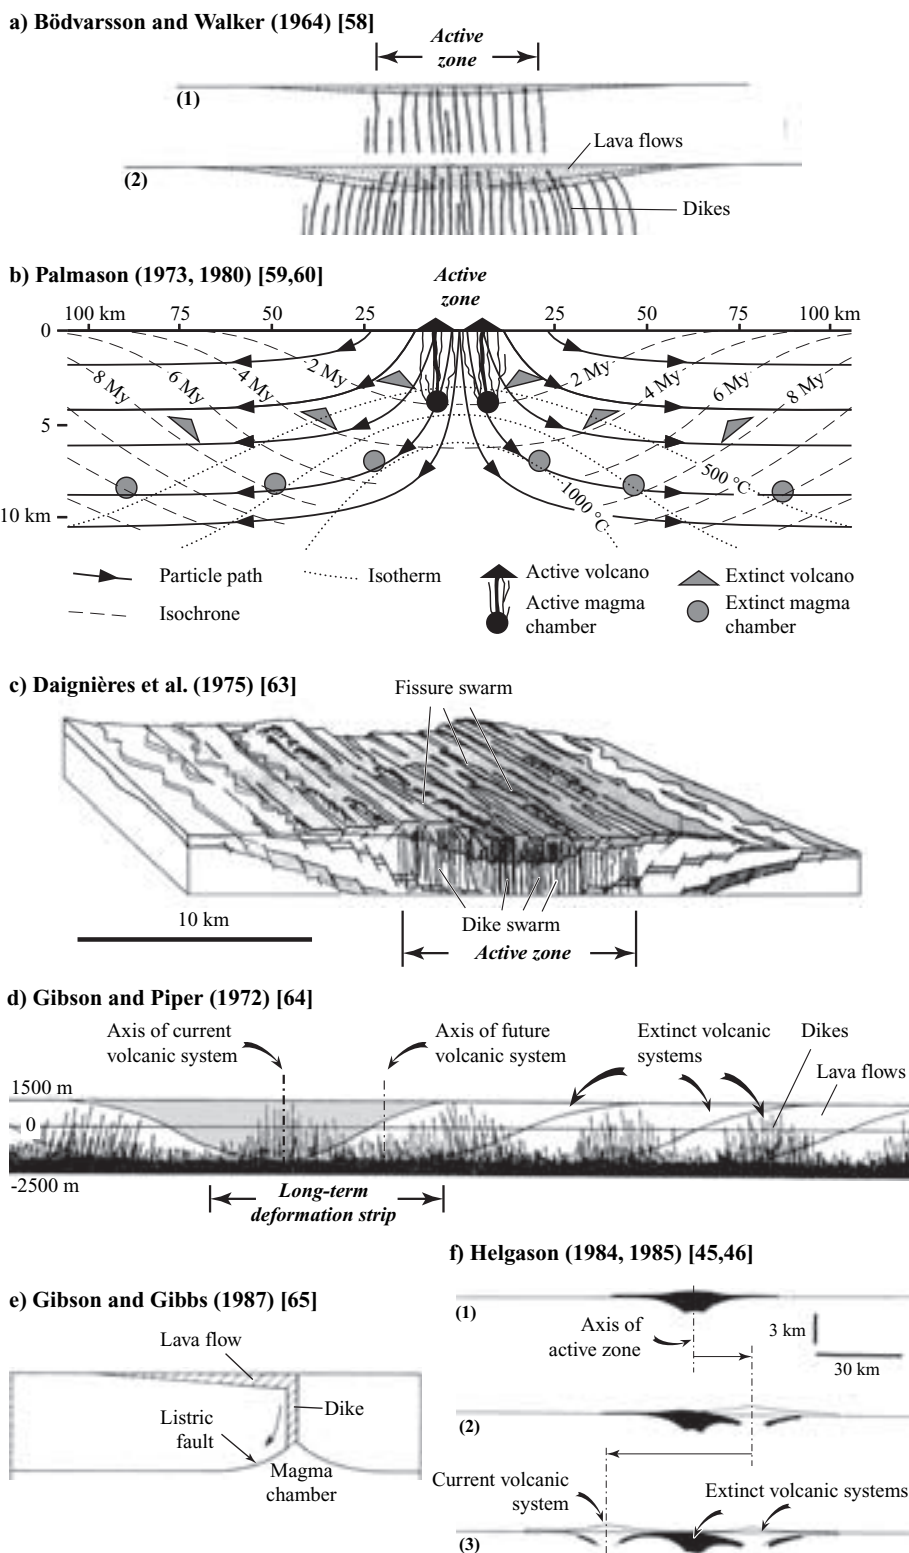 a) Bödvarsson and Walker (1964) [58]
Active
zone
(1)
Lava flows
(2)
Dikes
b) Palmason (1973, 1980) [59,60]
Active
zone
100 km 75 50 25 25 50 75 100 km
0
2 My 2 My
4 My 4 My
6 My 6 My
8 My 8 My
5
500 °C
1000 °C
10 km
Particle path
Isotherm
Active volcano
Extinct volcano
Isochrone
Active magma
chamber
Extinct magma
chamber
c) Daignières et al. (1975) [63]
Fissure swarm
10 km
Dike swarm
Active zone
d) Gibson and Piper (1972) [64]
Axis of current
volcanic system
Axis of future
volcanic system
Extinct volcanic
systems
Dikes
Lava flows
1500 m
0
-2500 m
Long-term
deformation strip
f) Helgason (1984, 1985) [45,46]
e) Gibson and Gibbs (1987) [65]
Lava flow
Dike
Listric
fault
Magma
chamber
(1)
Axis of
active zone
3 km
30 km
(2)
Current volcanic
system
Extinct volcanic systems
(3)